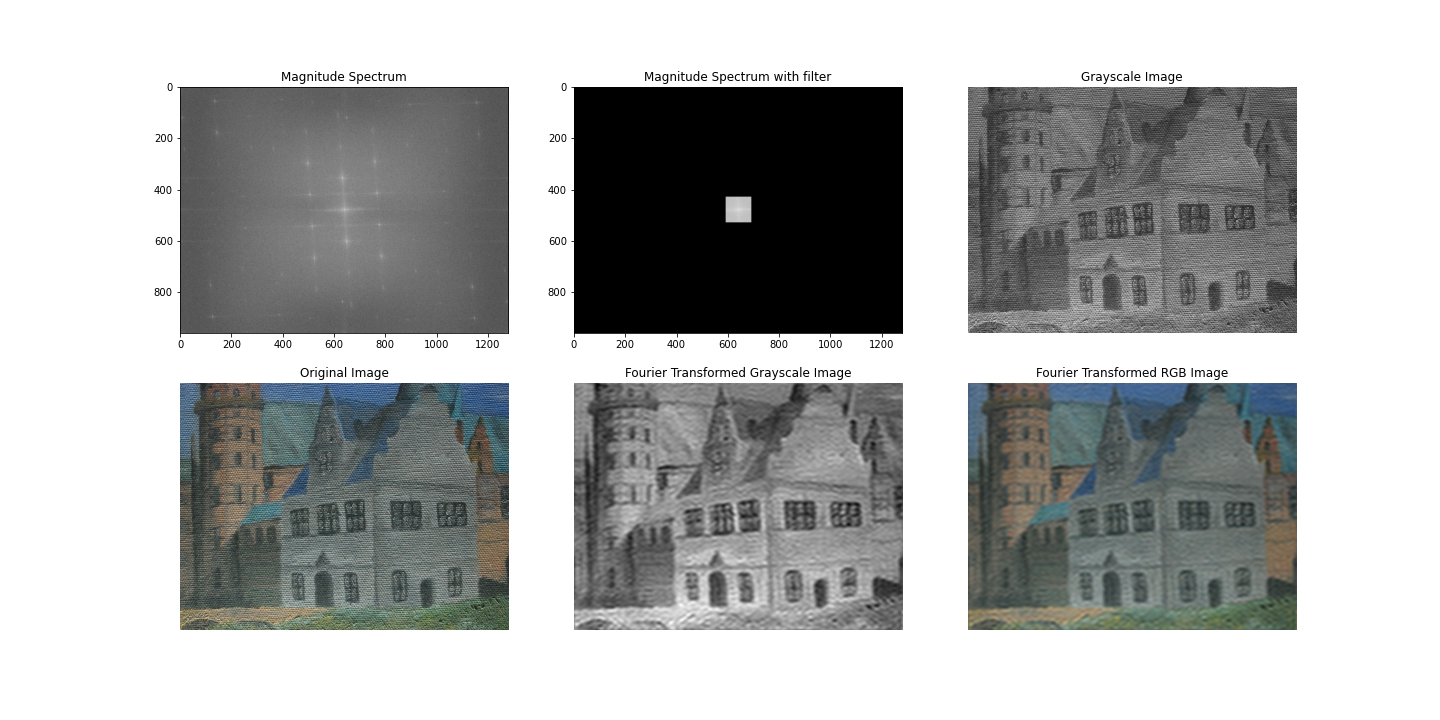 Magnitude Spectrum
0
200
400
600
800
0 200 400 600 800 1000 1200
Magnitude Spectrum with filter
0
200
400
600
800
0 200 400 600 800 1000 1200
Grayscale Image
Original Image
Fourier Transformed Grayscale Image
Fourier Transformed RGB Image